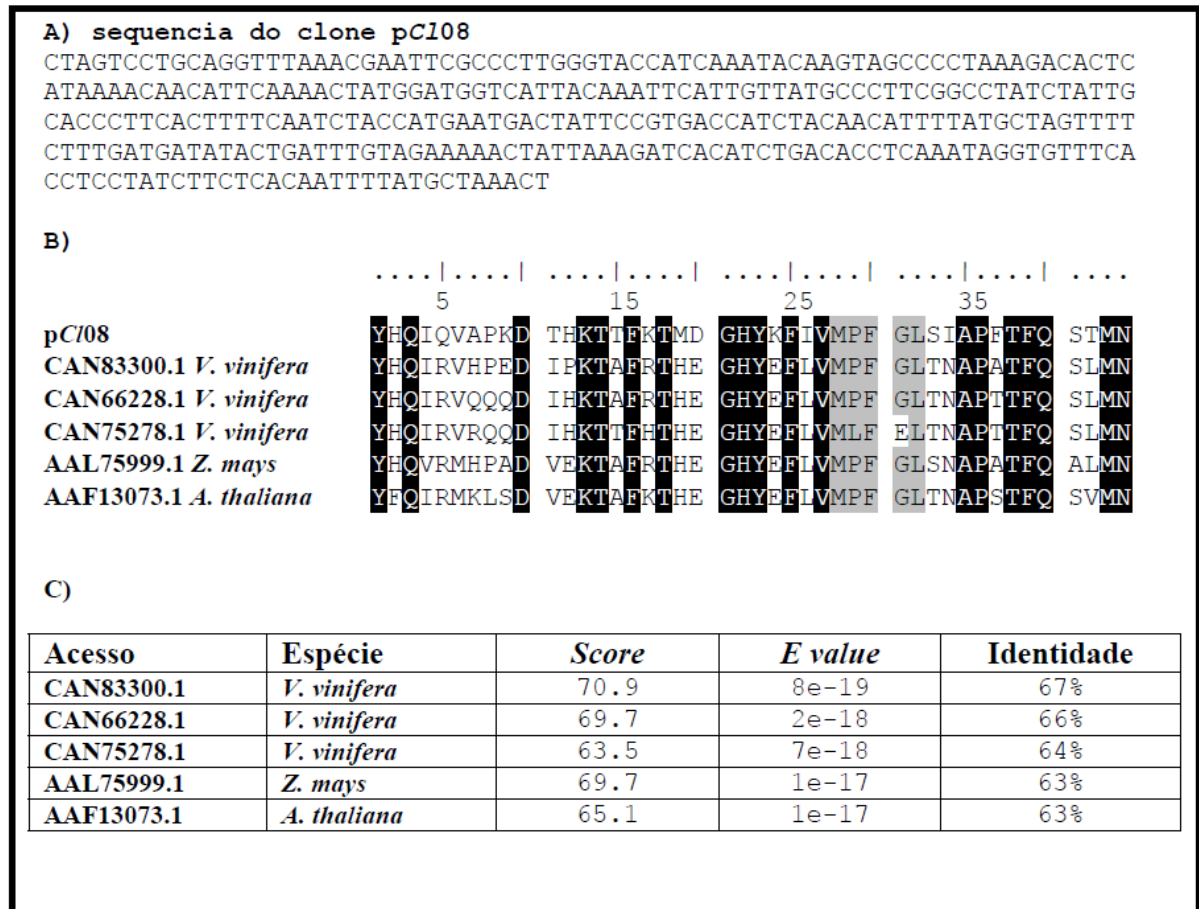 A) sequencia do clone pCl08
CTAGTCCTGCAGGTTTAAACGAATTCGCCCTTGGGTACCATCAAATACAAGTAGCCCCTAAAGACACTC
ATAAAACAACATTCAAAACTATGGATGGTCATTACAAATTCATTGTTATGCCCTTCGGCCTATCTATTG
CACCCTTCACTTTTCAATCTACCATGAATGACTATTCCGTGACCATCTACAACATTTTATGCTAGTTTT
CTTTGATGATATACTGATTTGTAGAAAAACTATTAAAGATCACATCTGACACCTCAAATAGGTGTTTCA
CCTCCTATCTTCTCACAATTTTATGCTAAACT
B)
....|....| ....|....| ....|....| ....|....| ....
5 15 25 35
pCl08 YHQIQVAPKD THKTTFKTMD GHYKFIVMPF GLSIAPFTFQ STMN
CAN83300.1 V. vinifera YHQIRVHPED IPKTAFRTHE GHYEFLVMPF GLTNAPATFQ SLMN
CAN66228.1 V. vinifera YHQIRVQQQD IHKTAFRTHE GHYEFLVMPF GLTNAPTTFQ SLMN
CAN75278.1 V. vinifera YHQIRVRQQD IHKTTFHTHE GHYEFLVMLF ELTNAPTTFQ SLMN
AAL75999.1 Z. mays YHQVRMHPAD VEKTAFRTHE GHYEFLVMPF GLSNAPATFQ ALMN
AAF13073.1 A. thaliana YFQIRMKLSD VEKTAFKTHE GHYEFLVMPF GLTNAPSTFQ SVMN
C)
Acesso Espécie Score E value Identidade
CAN83300.1 V. vinifera 70.9 8e-19 67%
CAN66228.1 V. vinifera 69.7 2e-18 66%
CAN75278.1 V. vinifera 63.5 7e-18 64%
AAL75999.1 Z. mays 69.7 1e-17 63%
AAF13073.1 A. thaliana 65.1 1e-17 63%